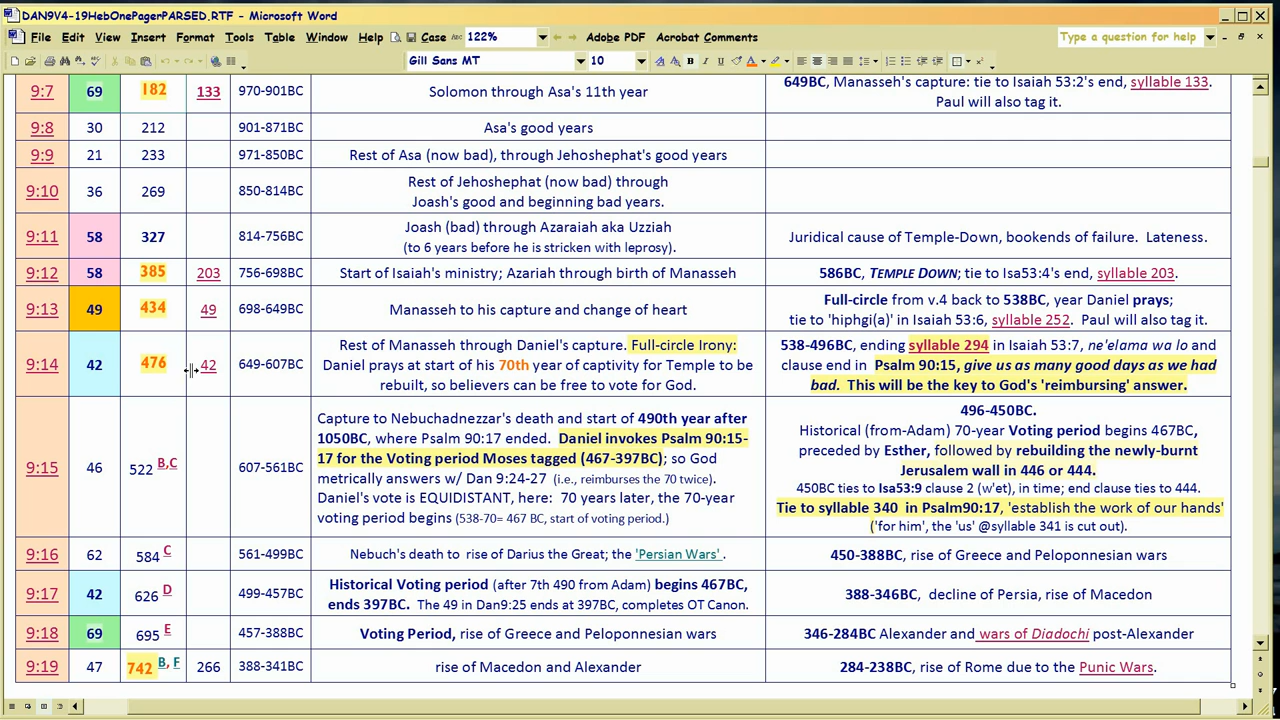 DAN9V4-19HebOnePagerPARSED.RTF - Microsoft Word
File Edit View Insert Format Tools Table Window Help Case 122% Adobe PDF Acrobat Comments Type a question for help
Gill Sans MT 10
9:7 69 182 133 970-901BC Solomon through Asa's 11th year 649BC, Manasseh's capture: tie to Isaiah 53:2's end, syllable 133.
Paul will also tag it.
9:8 30 212 901-871BC Asa's good years
9:9 21 233 971-850BC Rest of Asa (now bad), through Jehoshephat's good years
9:10 36 269 850-814BC Rest of Jehoshephat (now bad) through
Joash's good and beginning bad years.
9:11 58 327 814-756BC Joash (bad) through Azaraiah aka Uzziah
(to 6 years before he is stricken with leprosy).
Juridical cause of Temple-Down, bookends of failure. Lateness.
9:12 58 385 203 756-698BC Start of Isaiah's ministry; Azariah through birth of Manasseh 586BC, TEMPLE DOWN; tie to Isa53:4's end, syllable 203.
9:13 49 434 49 698-649BC Manasseh to his capture and change of heart
Full-circle from v.4 back to 538BC, year Daniel prays;
tie to 'hiphgi(a)' in Isaiah 53:6, syllable 252. Paul will also tag it.
9:14 42 476 42 649-607BC
Rest of Manasseh through Daniel's capture. Full-circle Irony:
Daniel prays at start of his 70th year of captivity for Temple to be
rebuilt, so believers can be free to vote for God.
538-496BC, ending syllable 294 in Isaiah 53:7, ne'elama wa lo and
clause end in Psalm 90:15, give us as many good days as we had
bad. This will be the key to God's 'reimbursing' answer.
9:15 46 522 B,C 607-561BC
Capture to Nebuchadnezzar's death and start of 490th year after
1050BC, where Psalm 90:17 ended. Daniel invokes Psalm 90:15-
17 for the Voting period Moses tagged (467-397BC); so God
metrically answers w/ Dan 9:24-27 (i.e., reimburses the 70 twice).
Daniel's vote is EQUIDISTANT, here: 70 years later, the 70-year
voting period begins (538-70= 467 BC, start of voting period.)
496-450BC.
Historical (from-Adam) 70-year Voting period begins 467BC,
preceded by Esther, followed by rebuilding the newly-burnt
Jerusalem wall in 446 or 444.
450BC ties to Isa53:9 clause 2 (w'et), in time; end clause ties to 444.
Tie to syllable 340 in Psalm90:17, 'establish the work of our hands'
('for him', the 'us' @syllable 341 is cut out).
9:16 62 584 C 561-499BC Nebuch's death to rise of Darius the Great; the 'Persian Wars'. 450-388BC, rise of Greece and Peloponnesian wars
9:17 42 626 D 499-457BC Historical Voting period (after 7th 490 from Adam) begins 467BC,
ends 397BC. The 49 in Dan9:25 ends at 397BC, completes OT Canon.
388-346BC, decline of Persia, rise of Macedon
9:18 69 695 E 457-388BC Voting Period, rise of Greece and Peloponnesian wars 346-284BC Alexander and wars of Diadochi post-Alexander
9:19 47 742 B, F 266 388-341BC rise of Macedon and Alexander 284-238BC, rise of Rome due to the Punic Wars.